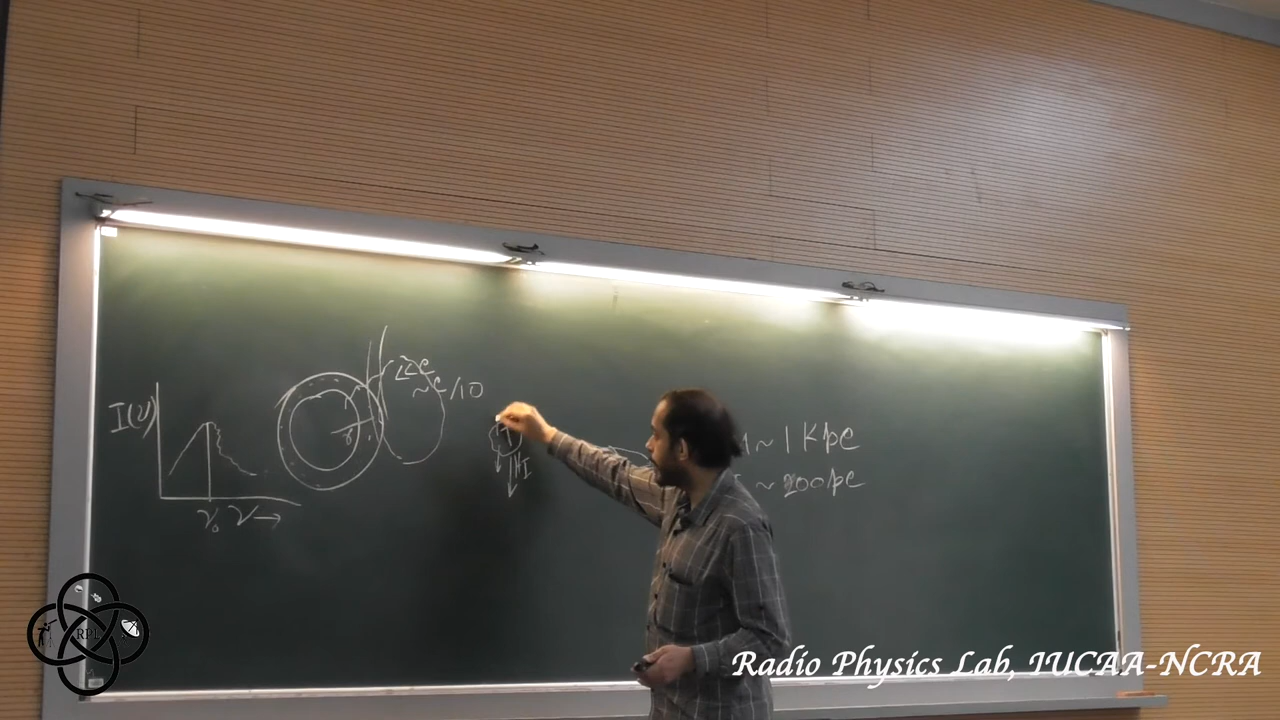 I(ν)
ν₀ ν →
r
~r/10
HI
~ 1 Kpc
~ 200pc
RPL
Radio Physics Lab, IUCAA-NCRA